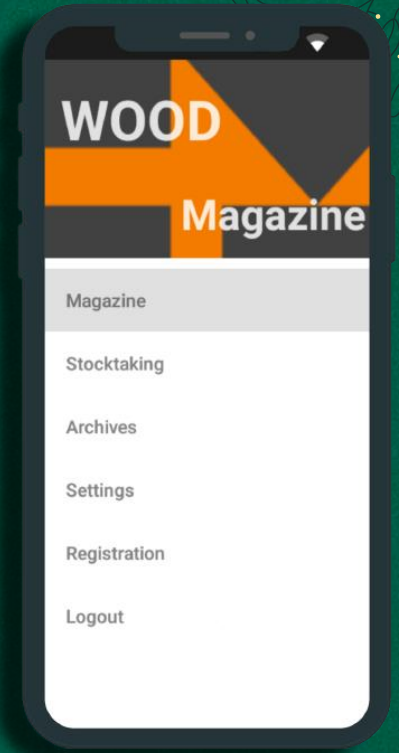 WOOD
Magazine
Magazine
Stocktaking
Archives
Settings
Registration
Logout